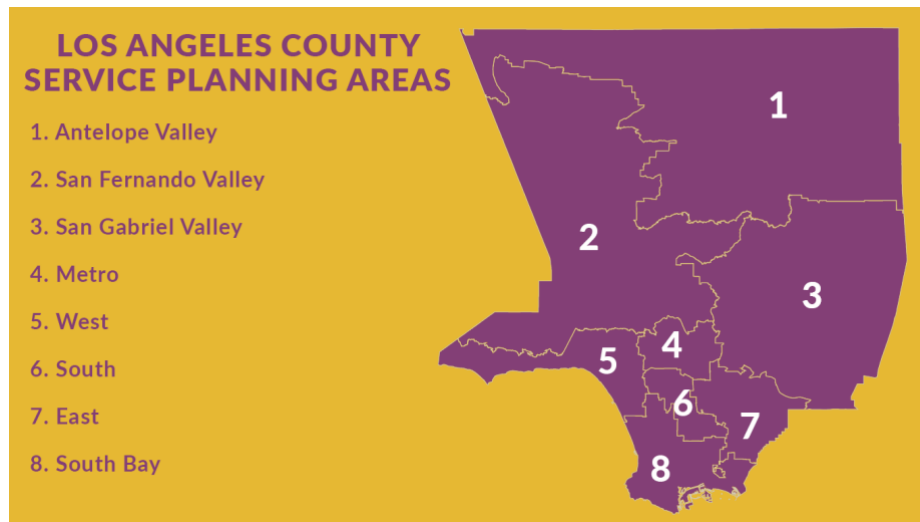 LOS ANGELES COUNTY
SERVICE PLANNING AREAS
1. Antelope Valley
2. San Fernando Valley
3. San Gabriel Valley
4. Metro
5. West
6. South
7. East
8. South Bay
1
2
3
4
5
6
7
8